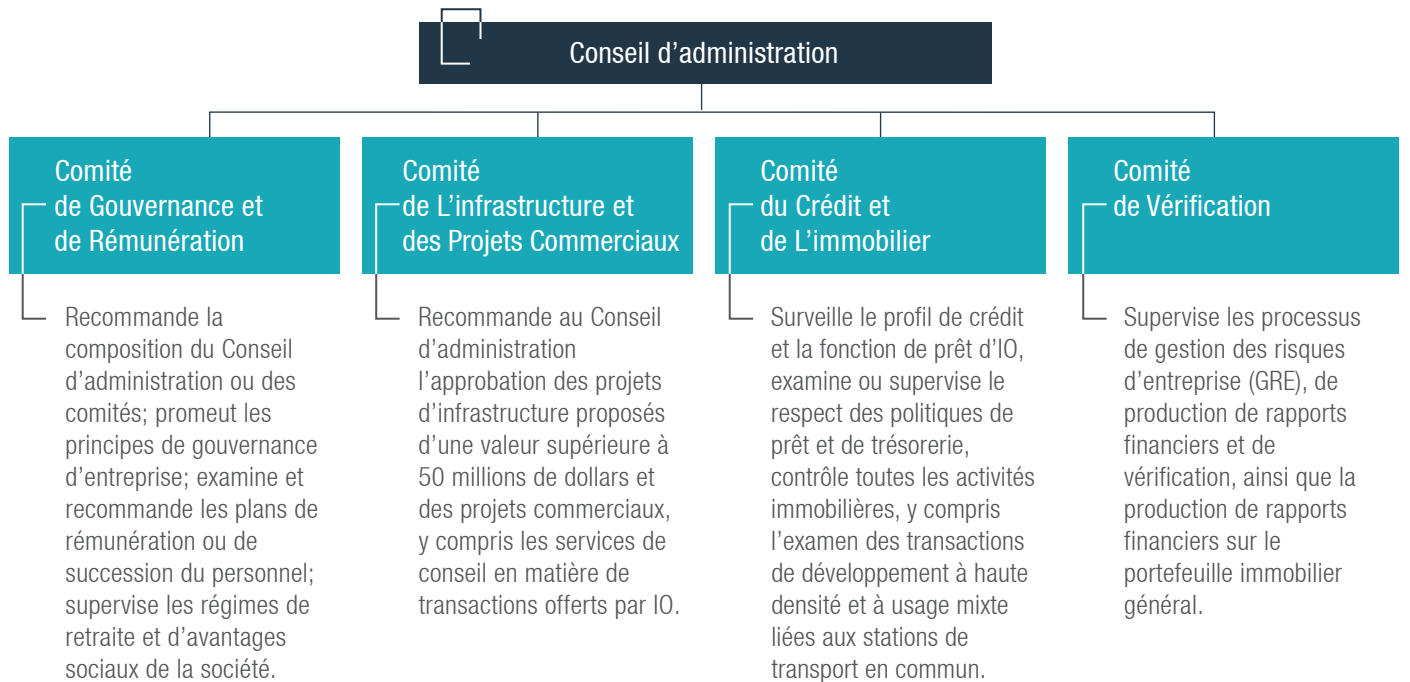 Conseil d’administration
Comité
de Gouvernance et
de Rémunération
Recommande la
composition du Conseil
d’administration ou des
comités; promeut les
principes de gouvernance
d’entreprise; examine et
recommande les plans de
rémunération ou de
succession du personnel;
supervise les régimes de
retraite et d’avantages
sociaux de la société.
Comité
de L’infrastructure et
des Projets Commerciaux
Recommande au Conseil
d’administration
l’approbation des projets
d’infrastructure proposés
d’une valeur supérieure à
50 millions de dollars et
des projets commerciaux,
y compris les services de
conseil en matière de
transactions offerts par IO.
Comité
du Crédit et
de L’immobilier
Surveille le profil de crédit
et la fonction de prêt d’IO,
examine ou supervise le
respect des politiques de
prêt et de trésorerie,
contrôle toutes les activités
immobilières, y compris
l’examen des transactions
de développement à haute
densité et à usage mixte
liées aux stations de
transport en commun.
Comité
de Vérification
Supervise les processus
de gestion des risques
d’entreprise (GRE), de
production de rapports
financiers et de
vérification, ainsi que la
production de rapports
financiers sur le
portefeuille immobilier
général.